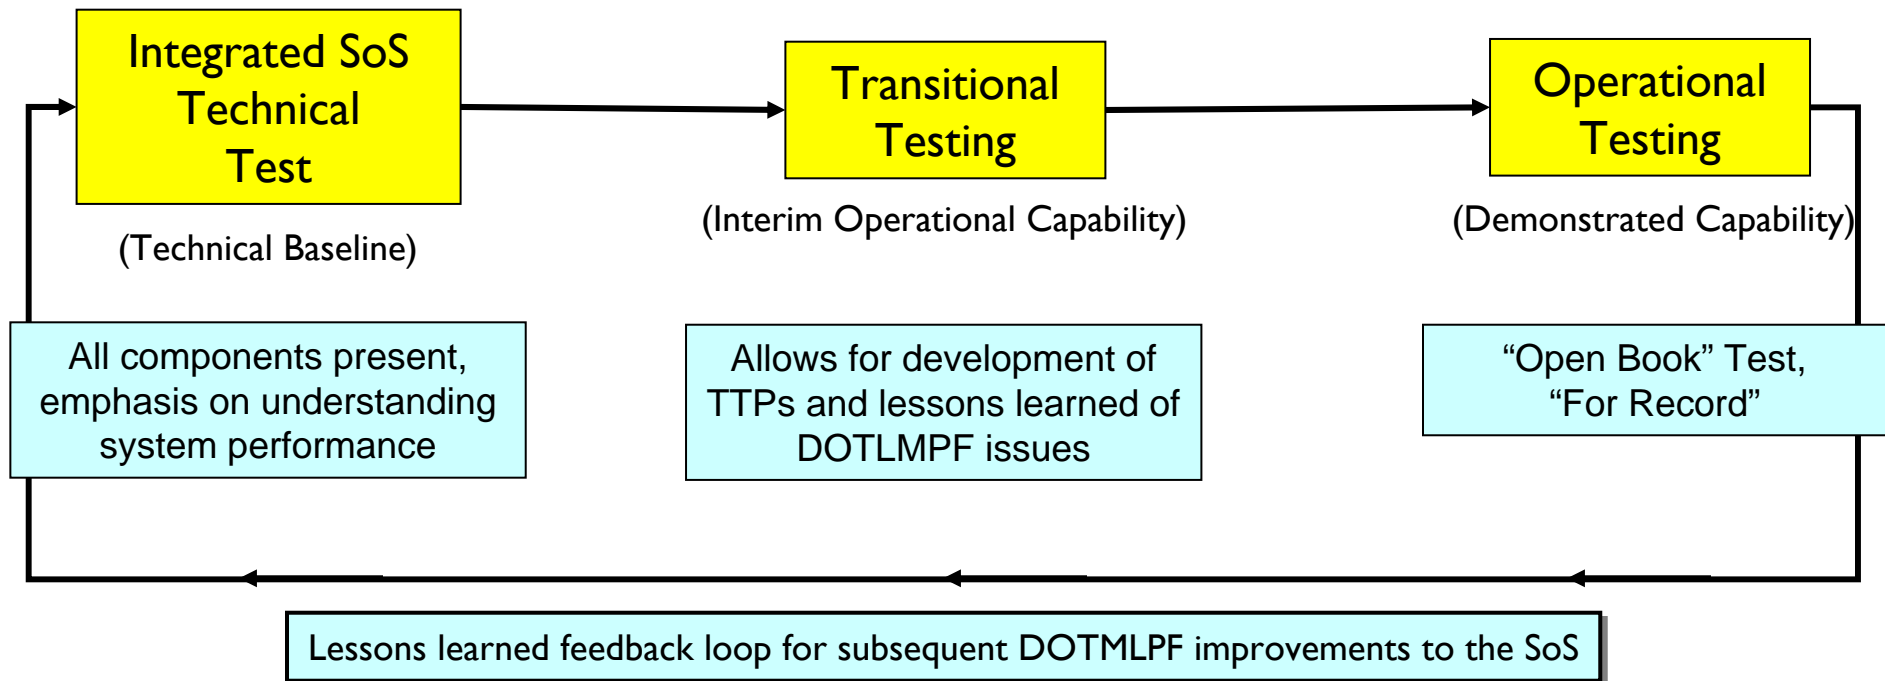 Integrated SoS
Technical
Test
(Technical Baseline)
Transitional
Testing
(Interim Operational Capability)
Operational
Testing
(Demonstrated Capability)
All components present,
emphasis on understanding
system performance
Allows for development of
TTPs and lessons learned of
DOTLMPF issues
“Open Book” Test,
“For Record”
Lessons learned feedback loop for subsequent DOTMLPF improvements to the SoS